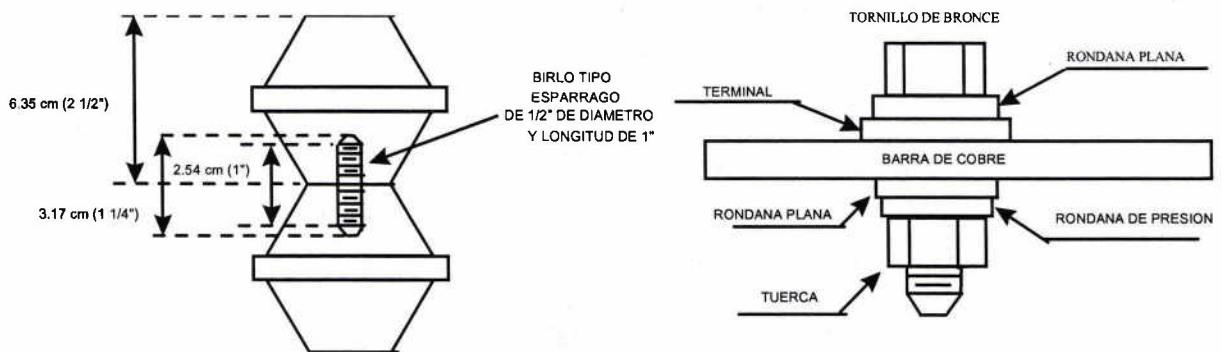 6.35 cm (2 1/2")
2.54 cm (1")
3.17 cm (1 1/4")
BIRLO TIPO
ESPARRAGO
DE 1/2" DE DIAMETRO
Y LONGITUD DE 1"
TORNILLO DE BRONCE
RONDANA PLANA
TERMINAL
BARRA DE COBRE
RONDANA PLANA
RONDANA DE PRESION
TUERCA